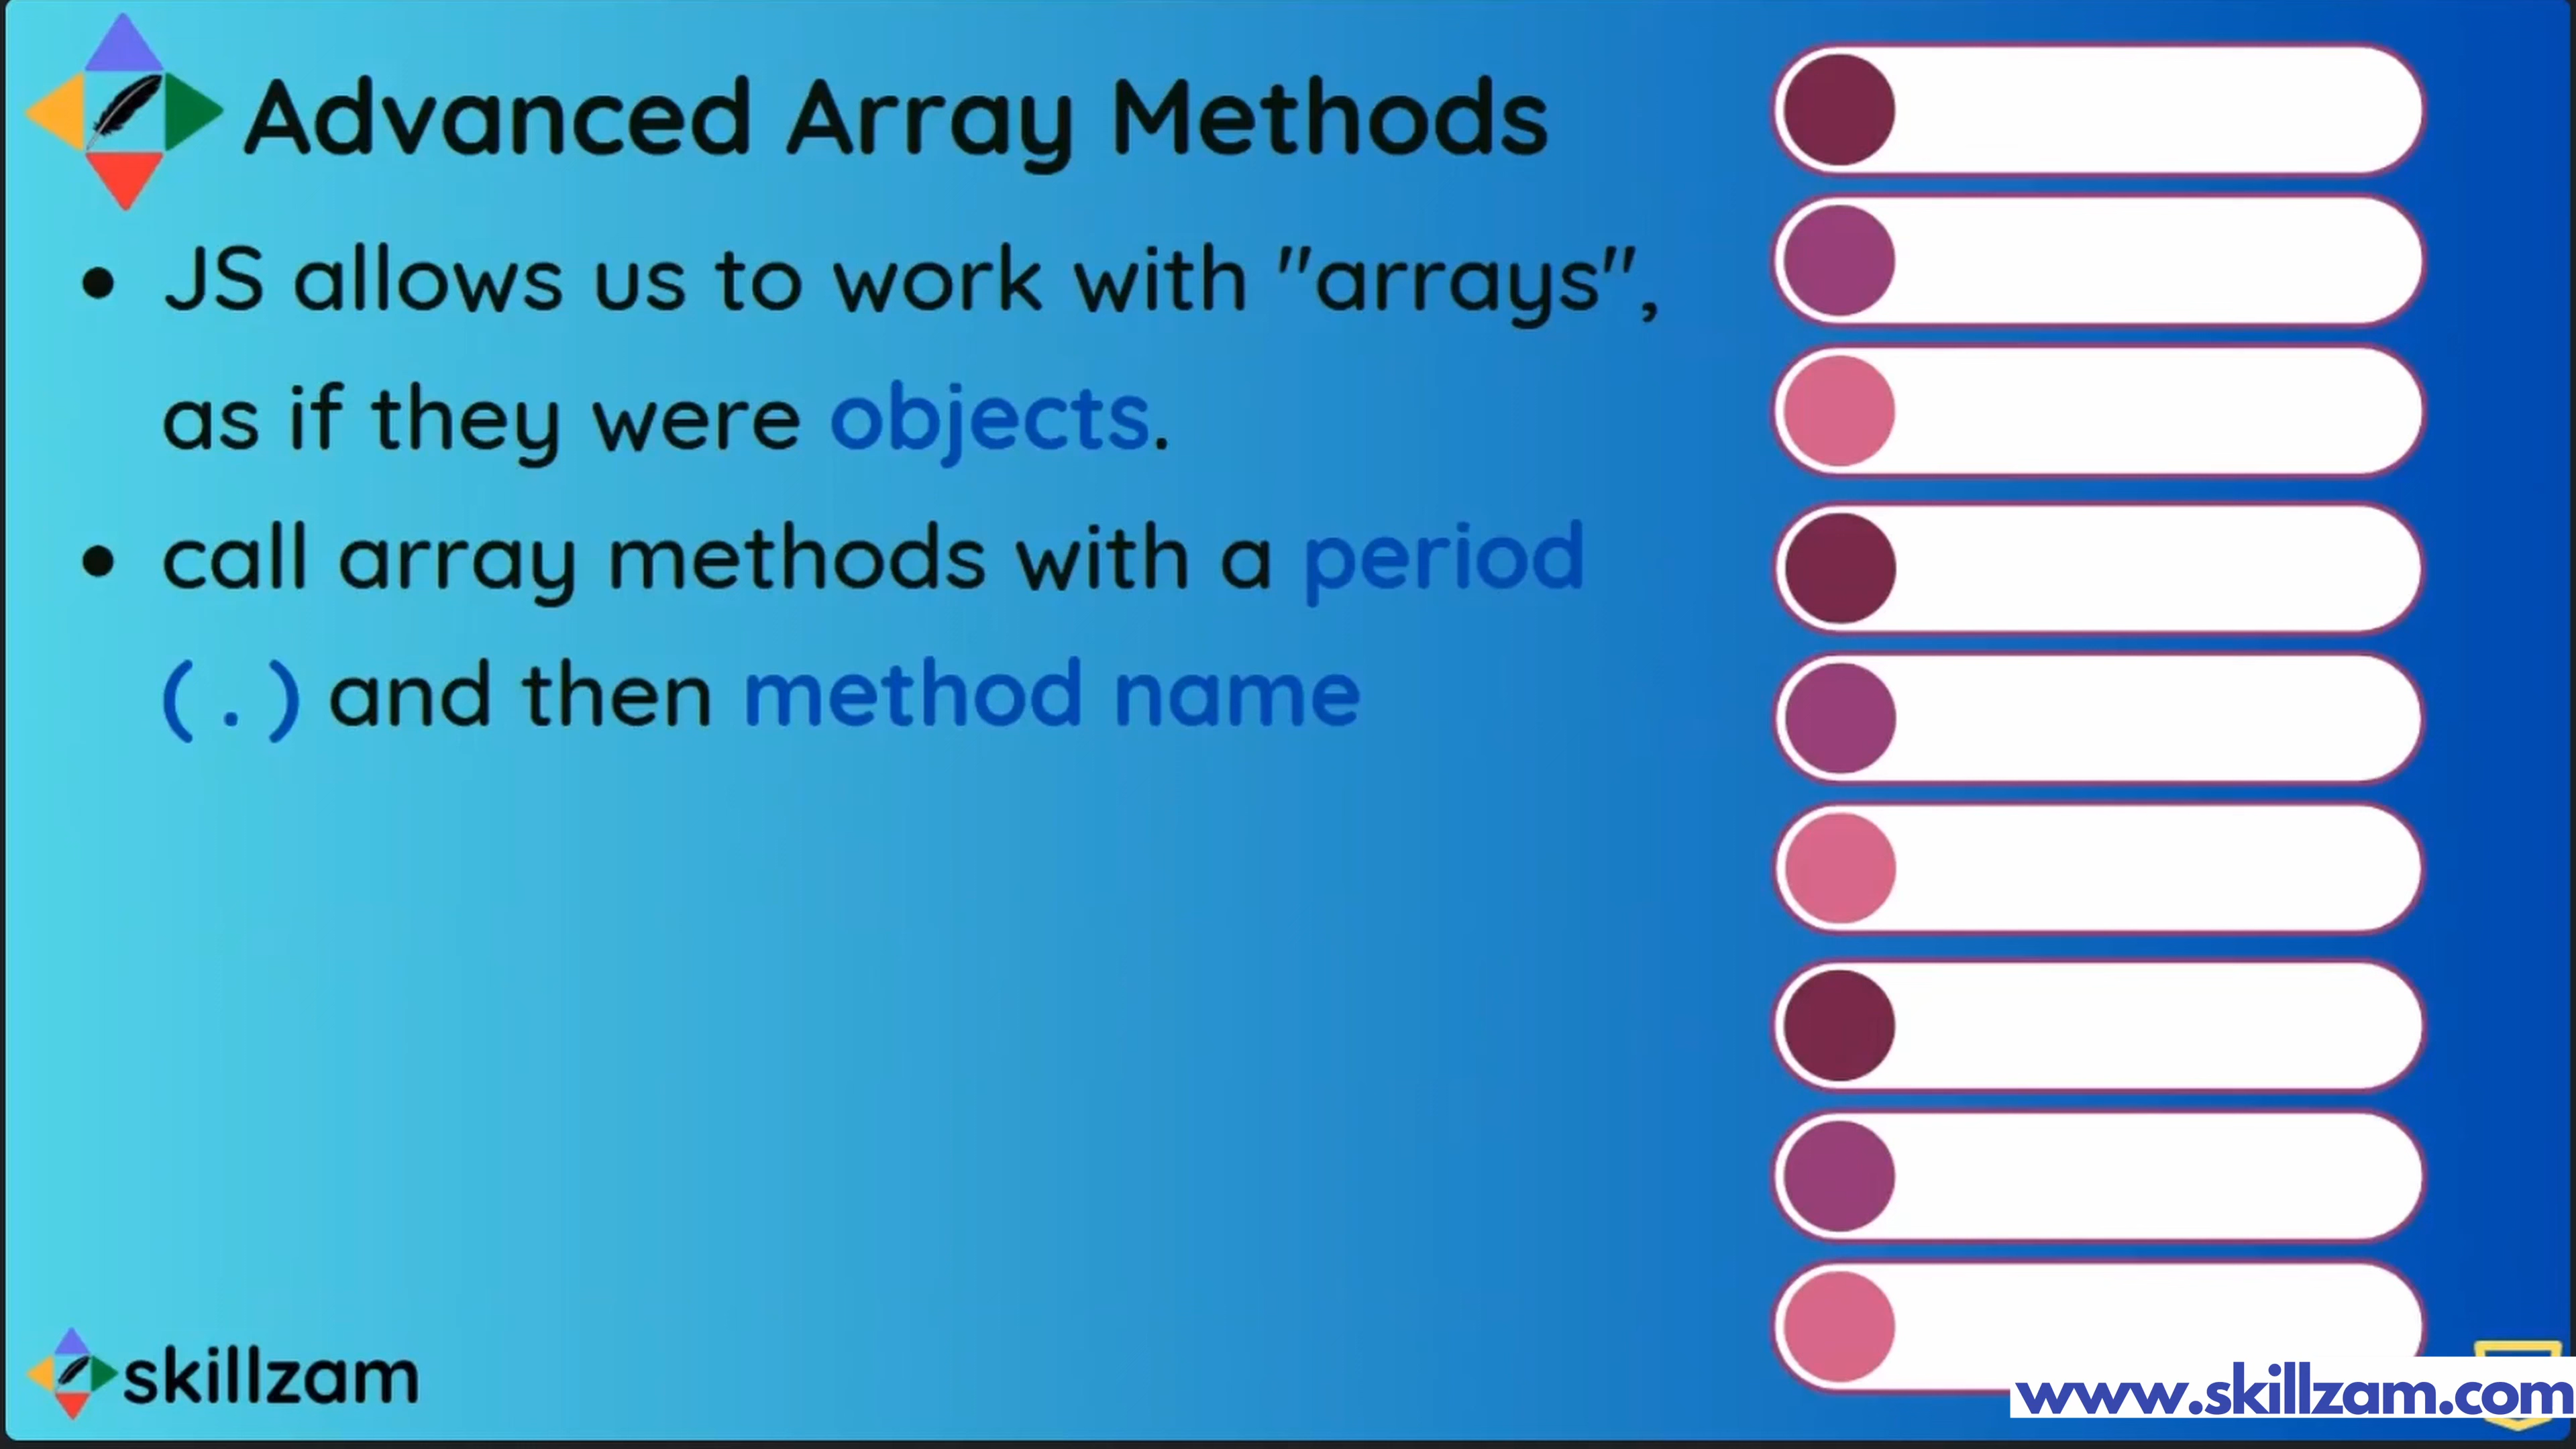 Advanced Array Methods
• JS allows us to work with "arrays",
as if they were objects.
• call array methods with a period
( . ) and then method name
skillzam
www.skillzam.com